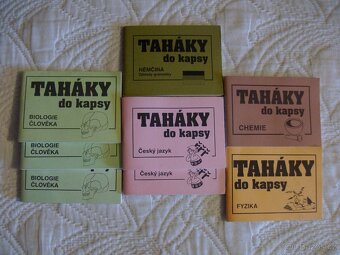 TAHÁKY
do kapsy
BIOLOGIE
ČLOVĚKA
BIOLOGIE
ČLOVĚKA
BIOLOGIE
ČLOVĚKA
TAHÁKY
do kapsy
NĚMČINA
TAHÁKY
do kapsy
Český jazyk
Český jazyk
TAHÁKY
do kapsy
CHEMIE
TAHÁKY
do kapsy
FYZIKA